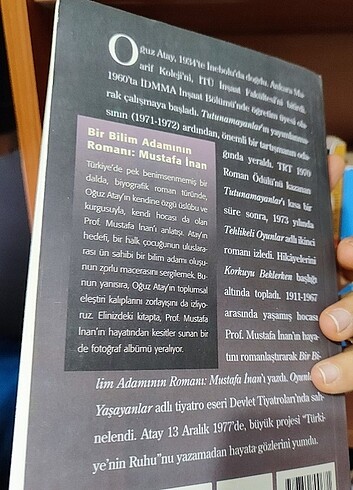 Oğuz Atay, 1934'te İnebolu'da doğdu. Ankara Ma-
arif Koleji'ni, İTÜ İnşaat Fakültesi'ni bitirdi.
1960'ta İDMMA İnşaat Bölümü'nde öğretim üyesi ola-
rak çalışmaya başladı. Tutunamayanlar'ın yayımlanma-
sının (1971-1972) ardından, önemli bir tartışmanın oda-
ğında yeraldı. TRT 1970
Roman Ödülü'nü kazanan
Tutunamayanlar'ı kısa bir
süre sonra, 1973 yılında
Tehlikeli Oyunlar adlı ikinci
romanı izledi. Hikâyelerini
Korkuyu Beklerken başlığı
altında topladı. 1911-1967
arasında yaşamış hocası
Prof. Mustafa İnan'ın haya-
tını romanlaştırarak Bir Bi-
lim Adamının Romanı: Mustafa İnan'ı yazdı. Oyunlarla
Yaşayanlar adlı tiyatro eseri Devlet Tiyatroları'nda sah-
nelendi. Atay 13 Aralık 1977'de, büyük projesi "Türki-
ye'nin Ruhu"nu yazamadan hayata gözlerini yumdu.
Bir Bilim Adamının
Romanı: Mustafa İnan
Türkiye'de pek benimsenmemiş bir
dalda, biyografik roman türünde,
Oğuz Atay'ın kendine özgü üslûbu ve
kurgusuyla, kendi hocası da olan
Prof. Mustafa İnan'ı anlatışı. Atay'ın
hedefi, bir halk çocuğunun uluslara-
rası ün sahibi bir bilim adamı oluşu-
nun zorlu macerasını sergilemek. Bu-
nun yanısıra, Oğuz Atay'ın toplumsal
eleştiri kalıplarını zorlayışını da izliyo-
ruz. Elinizdeki kitapta, Prof. Mustafa
İnan'ın hayatından kesitler sunan bir
de fotoğraf albümü yeralıyor.